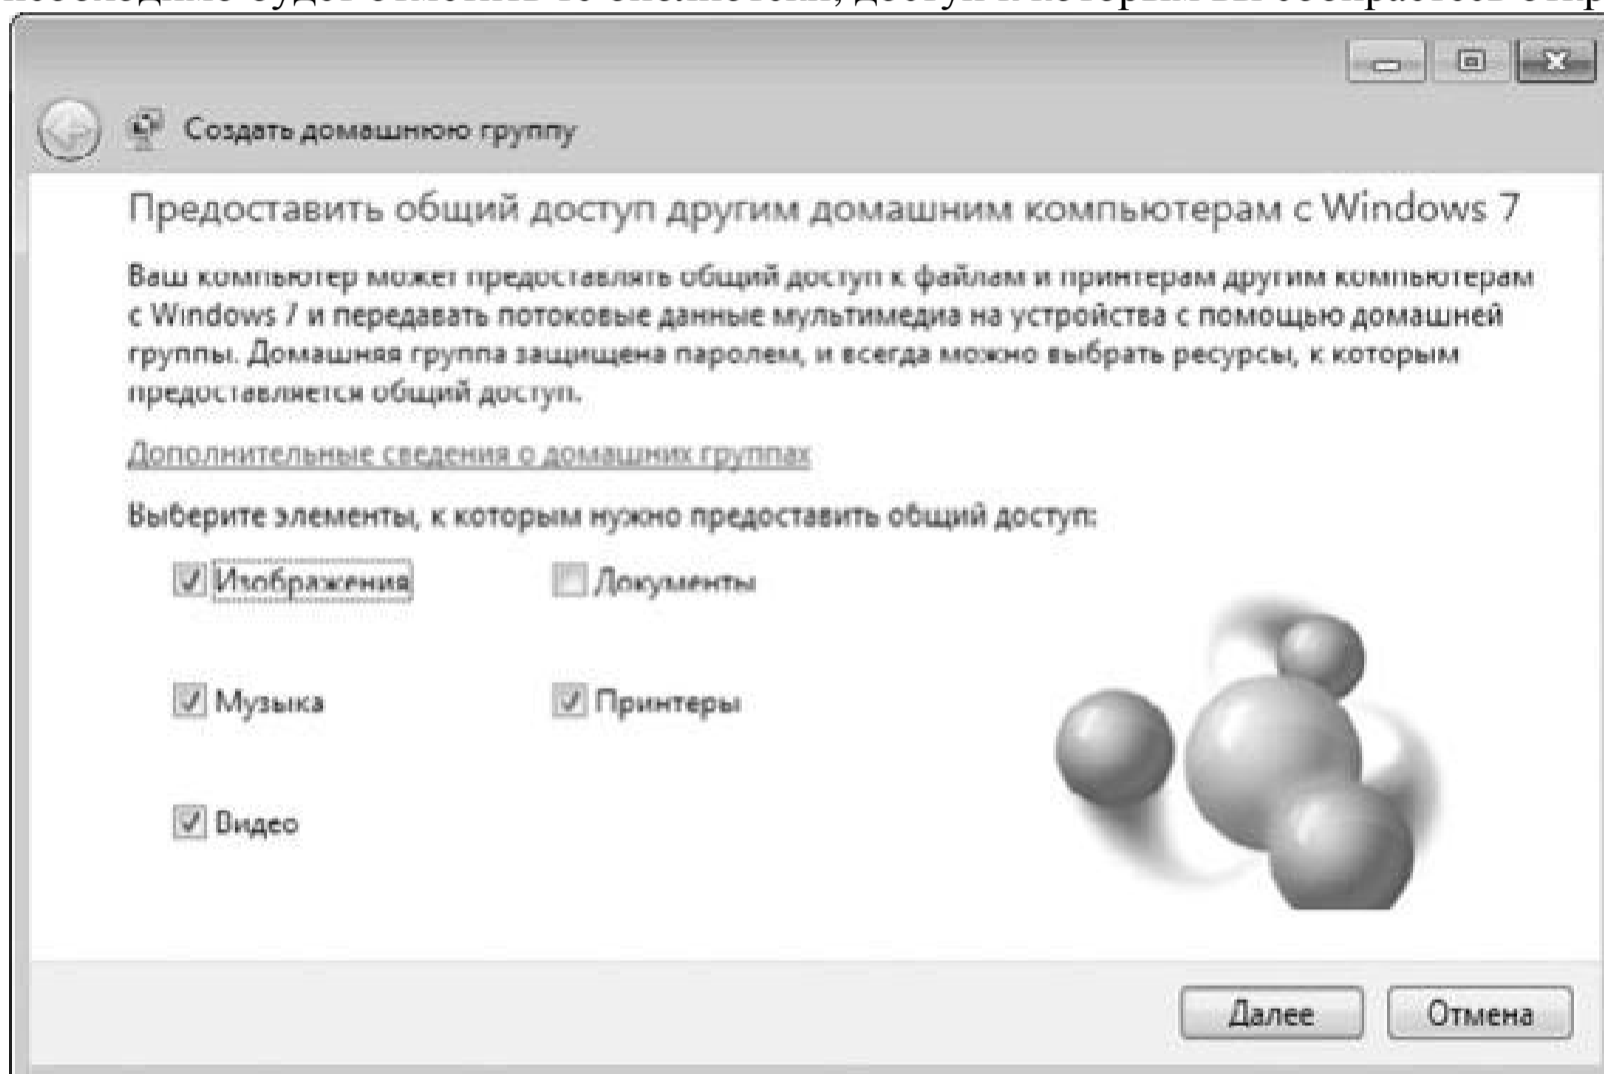 Создать домашнюю группу
Предоставить общий доступ другим домашним компьютерам с Windows 7
Ваш компьютер может предоставлять общий доступ к файлам и принтерам другим компьютерам
с Windows 7 и передавать потоковые данные мультимедиа на устройства с помощью домашней
группы. Домашняя группа защищена паролем, и всегда можно выбрать ресурсы, к которым
предоставляется общий доступ.
Дополнительные сведения о домашних группах
Выберите элементы, к которым нужно предоставить общий доступ:
Изображения Документы
Музыка Принтеры
Видео
Далее Отмена